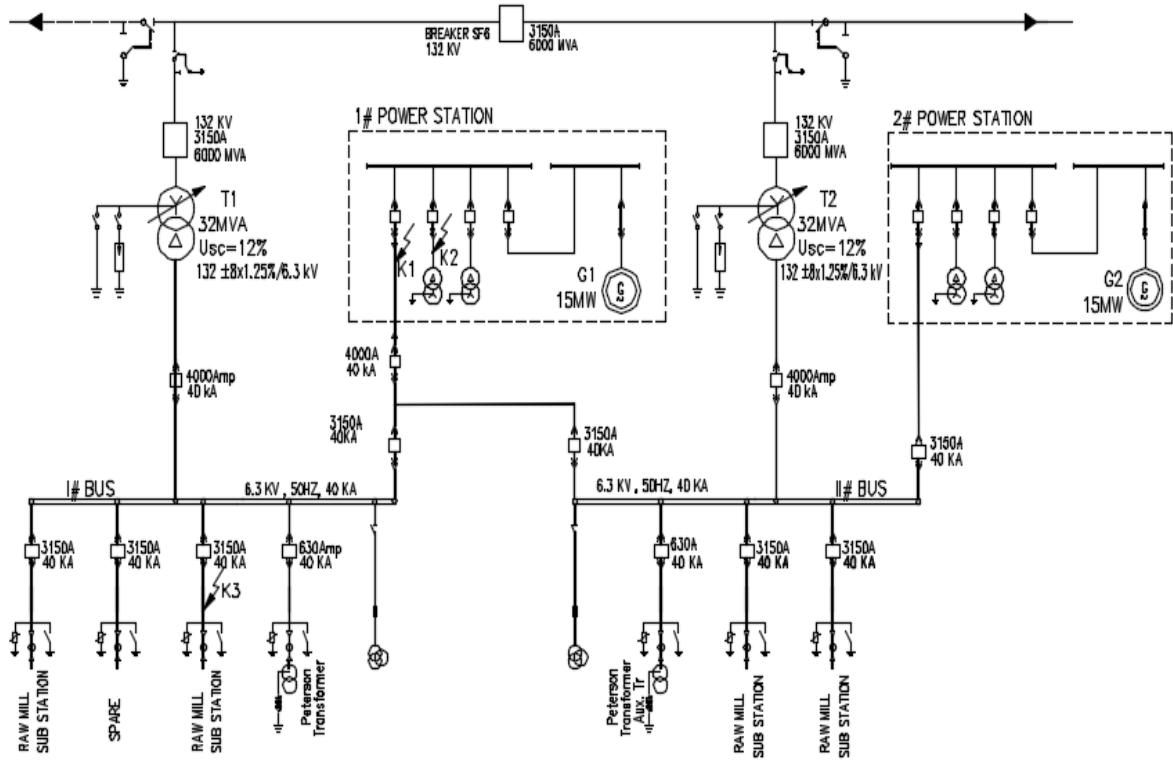 BREAKER SF6
132 KV
3150A
6000 MVA
132 KV
3150A
6000 MVA
T1
32MVA
Usc=12%
132 ±8x1.25%/6.3 kV
1# POWER STATION
K1
K2
G1
15MW
G
132 KV
3150A
6000 MVA
T2
32MVA
Usc=12%
132 ±8x1.25%/6.3 kV
2# POWER STATION
G2
15MW
G
4000Amp
40 kA
4000A
40 kA
4000Amp
40 kA
3150A
40KA
3150A
40KA
3150A
40 KA
I# BUS
6.3 KV , 50HZ, 40 KA
6.3 KV, 50HZ, 40 KA
II# BUS
3150A
40 KA
3150A
40 KA
3150A
40 KA
630Amp
40 KA
630A
40 KA
3150A
40 KA
3150A
40 KA
K3
RAW MILL
SUB STATION
SPARE
RAW MILL
SUB STATION
Peterson
Transformer
Peterson
Transformer
Aux. Tr
RAW MILL
SUB STATION
RAW MILL
SUB STATION